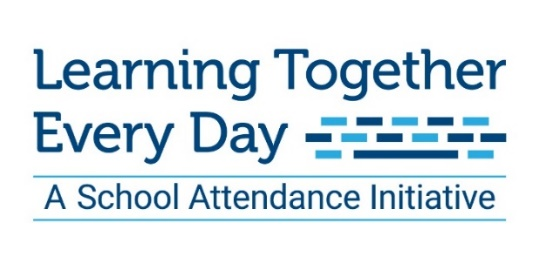 Learning Together
Every Day
A School Attendance Initiative